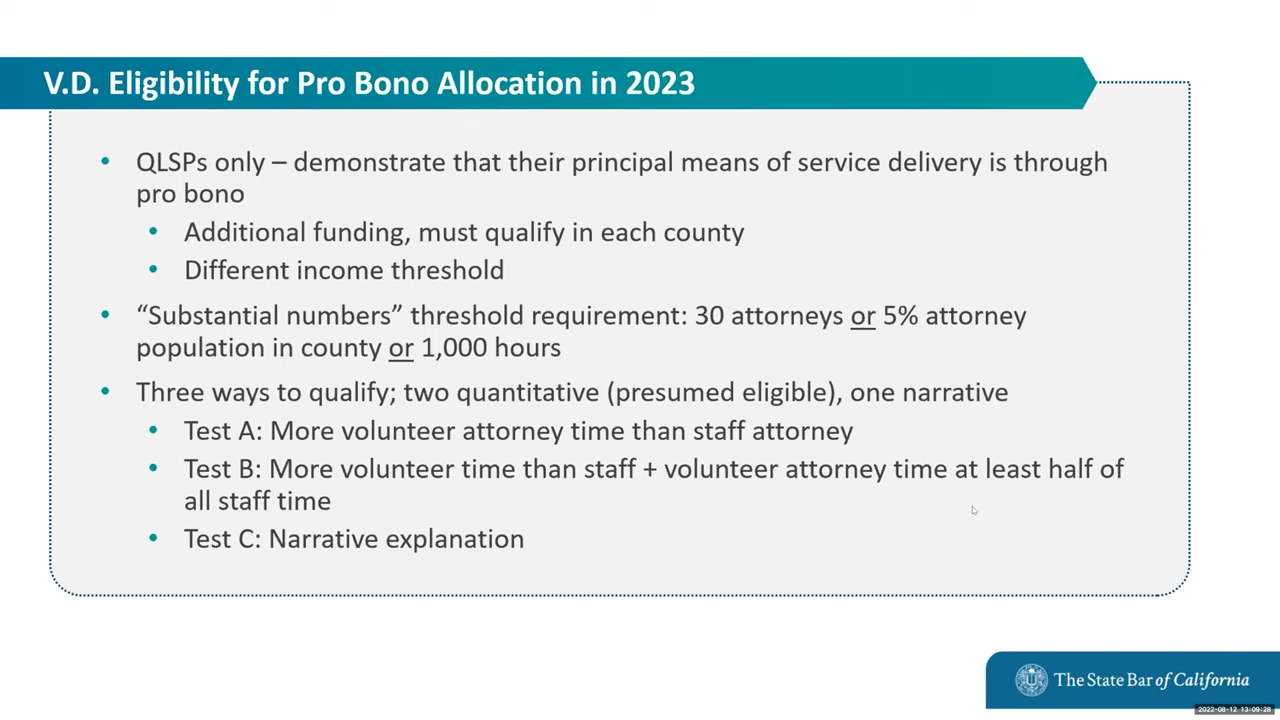 V.D. Eligibility for Pro Bono Allocation in 2023
• QLSPs only – demonstrate that their principal means of service delivery is through
pro bono
• Additional funding, must qualify in each county
• Different income threshold
• “Substantial numbers” threshold requirement: 30 attorneys or 5% attorney
population in county or 1,000 hours
• Three ways to qualify; two quantitative (presumed eligible), one narrative
• Test A: More volunteer attorney time than staff attorney
• Test B: More volunteer time than staff + volunteer attorney time at least half of
all staff time
• Test C: Narrative explanation
The State Bar of California
2022-08-12 13:09:28